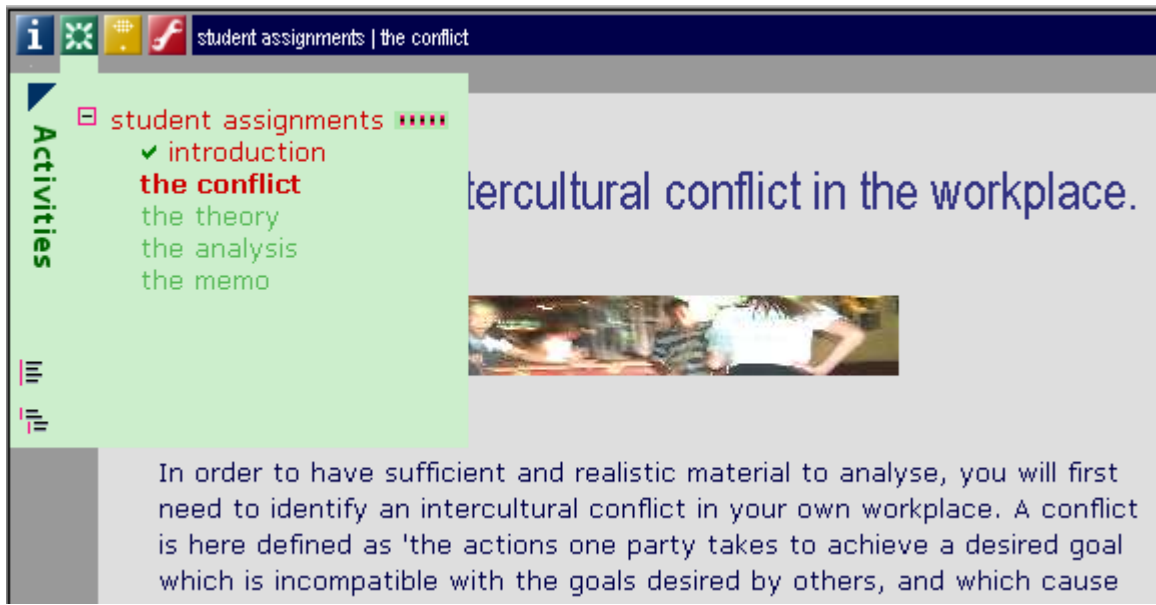 student assignments | the conflict
Activities
student assignments
introduction
the conflict
the theory
the analysis
the memo
tercultural conflict in the workplace.
In order to have sufficient and realistic material to analyse, you will first
need to identify an intercultural conflict in your own workplace. A conflict
is here defined as 'the actions one party takes to achieve a desired goal
which is incompatible with the goals desired by others, and which cause